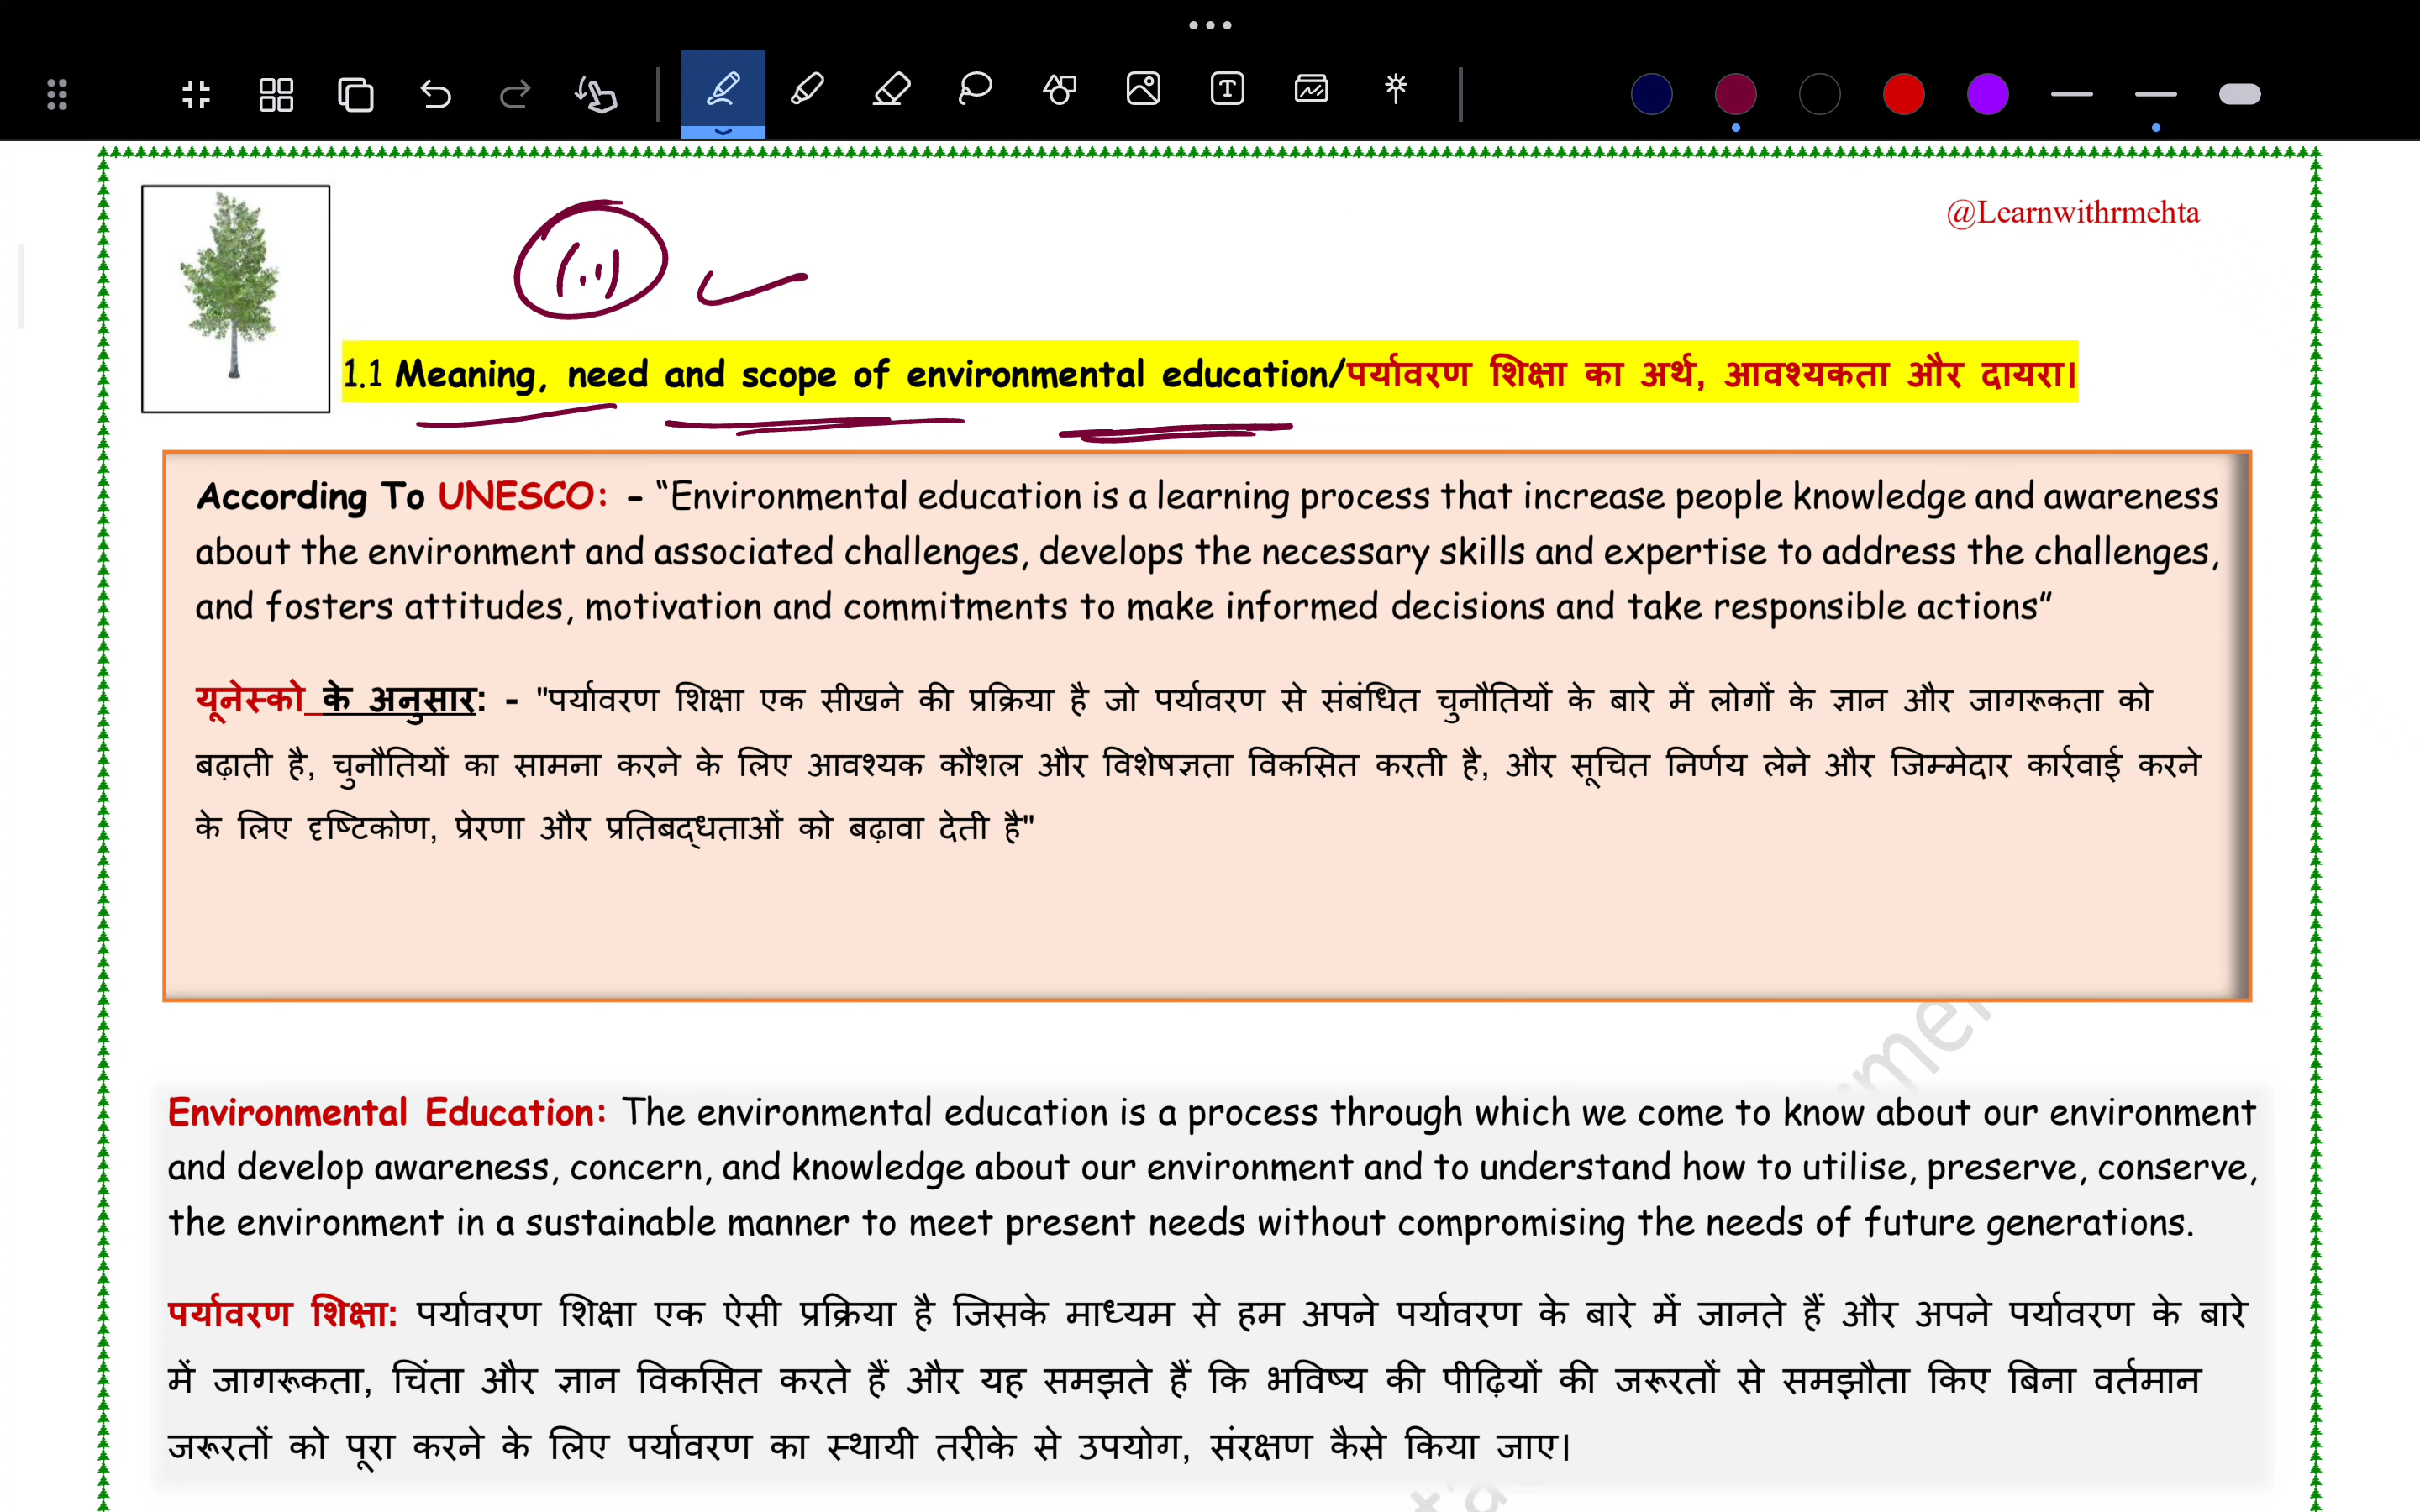 @Learnwithrmehta
(1.1)
1.1 Meaning, need and scope of environmental education/पर्यावरण शिक्षा का अर्थ, आवश्यकता और दायरा।
According To UNESCO: - “Environmental education is a learning process that increase people knowledge and awareness
about the environment and associated challenges, develops the necessary skills and expertise to address the challenges,
and fosters attitudes, motivation and commitments to make informed decisions and take responsible actions”
यूनेस्को के अनुसार: - "पर्यावरण शिक्षा एक सीखने की प्रक्रिया है जो पर्यावरण से संबंधित चुनौतियों के बारे में लोगों के ज्ञान और जागरूकता को
बढ़ाती है, चुनौतियों का सामना करने के लिए आवश्यक कौशल और विशेषज्ञता विकसित करती है, और सूचित निर्णय लेने और जिम्मेदार कार्रवाई करने
के लिए दृष्टिकोण, प्रेरणा और प्रतिबद्धताओं को बढ़ावा देती है"
Environmental Education: The environmental education is a process through which we come to know about our environment
and develop awareness, concern, and knowledge about our environment and to understand how to utilise, preserve, conserve,
the environment in a sustainable manner to meet present needs without compromising the needs of future generations.
पर्यावरण शिक्षा: पर्यावरण शिक्षा एक ऐसी प्रक्रिया है जिसके माध्यम से हम अपने पर्यावरण के बारे में जानते हैं और अपने पर्यावरण के बारे
में जागरूकता, चिंता और ज्ञान विकसित करते हैं और यह समझते हैं कि भविष्य की पीढ़ियों की जरूरतों से समझौता किए बिना वर्तमान
जरूरतों को पूरा करने के लिए पर्यावरण का स्थायी तरीके से उपयोग, संरक्षण कैसे किया जाए।